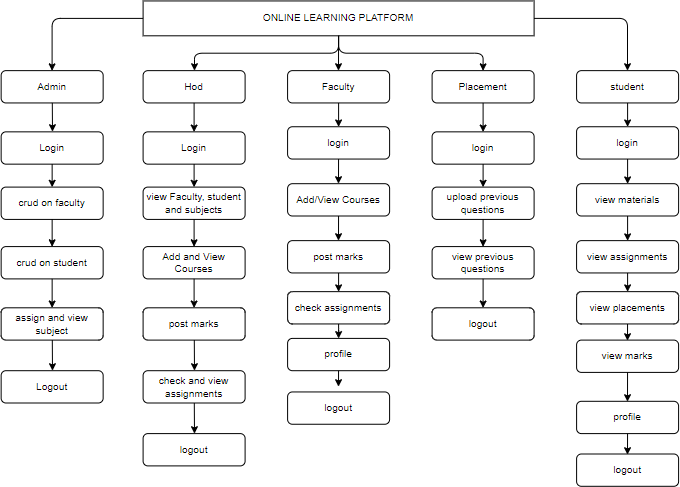 ONLINE LEARNING PLATFORM
Admin
Login
crud on faculty
crud on student
assign and view
subject
Logout
Hod
Login
view Faculty, student
and subjects
Add and View
Courses
post marks
check and view
assignments
logout
Faculty
login
Add/View Courses
post marks
check assignments
profile
logout
Placement
login
upload previous
questions
view previous
questions
logout
student
login
view materials
view assignments
view placements
view marks
profile
logout